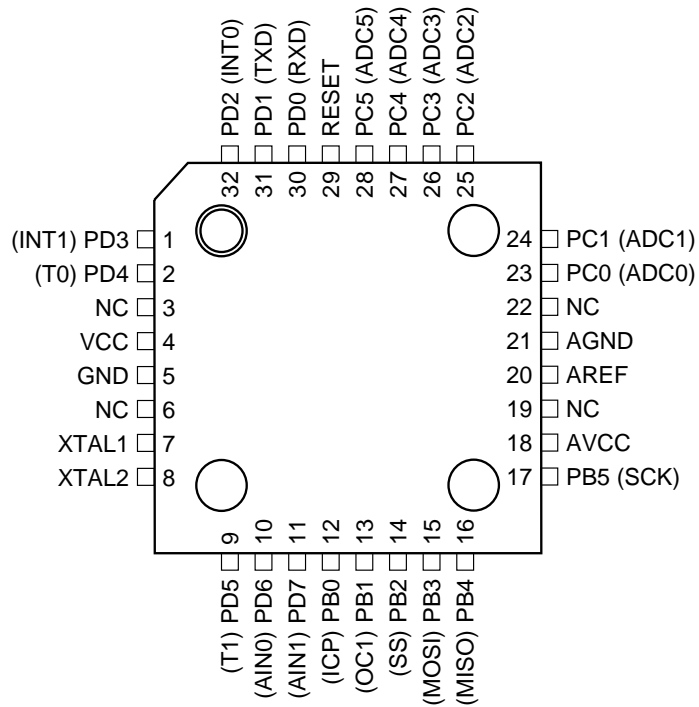 PD2 (INT0)
PD1 (TXD)
PD0 (RXD)
RESET
PC5 (ADC5)
PC4 (ADC4)
PC3 (ADC3)
PC2 (ADC2)
32
31
30
29
28
27
26
25
(INT1) PD3 1
(T0) PD4 2
NC 3
VCC 4
GND 5
NC 6
XTAL1 7
XTAL2 8
24 PC1 (ADC1)
23 PC0 (ADC0)
22 NC
21 AGND
20 AREF
19 NC
18 AVCC
17 PB5 (SCK)
9
10
11
12
13
14
15
16
(T1) PD5
(AIN0) PD6
(AIN1) PD7
(ICP) PB0
(OC1) PB1
(SS) PB2
(MOSI) PB3
(MISO) PB4